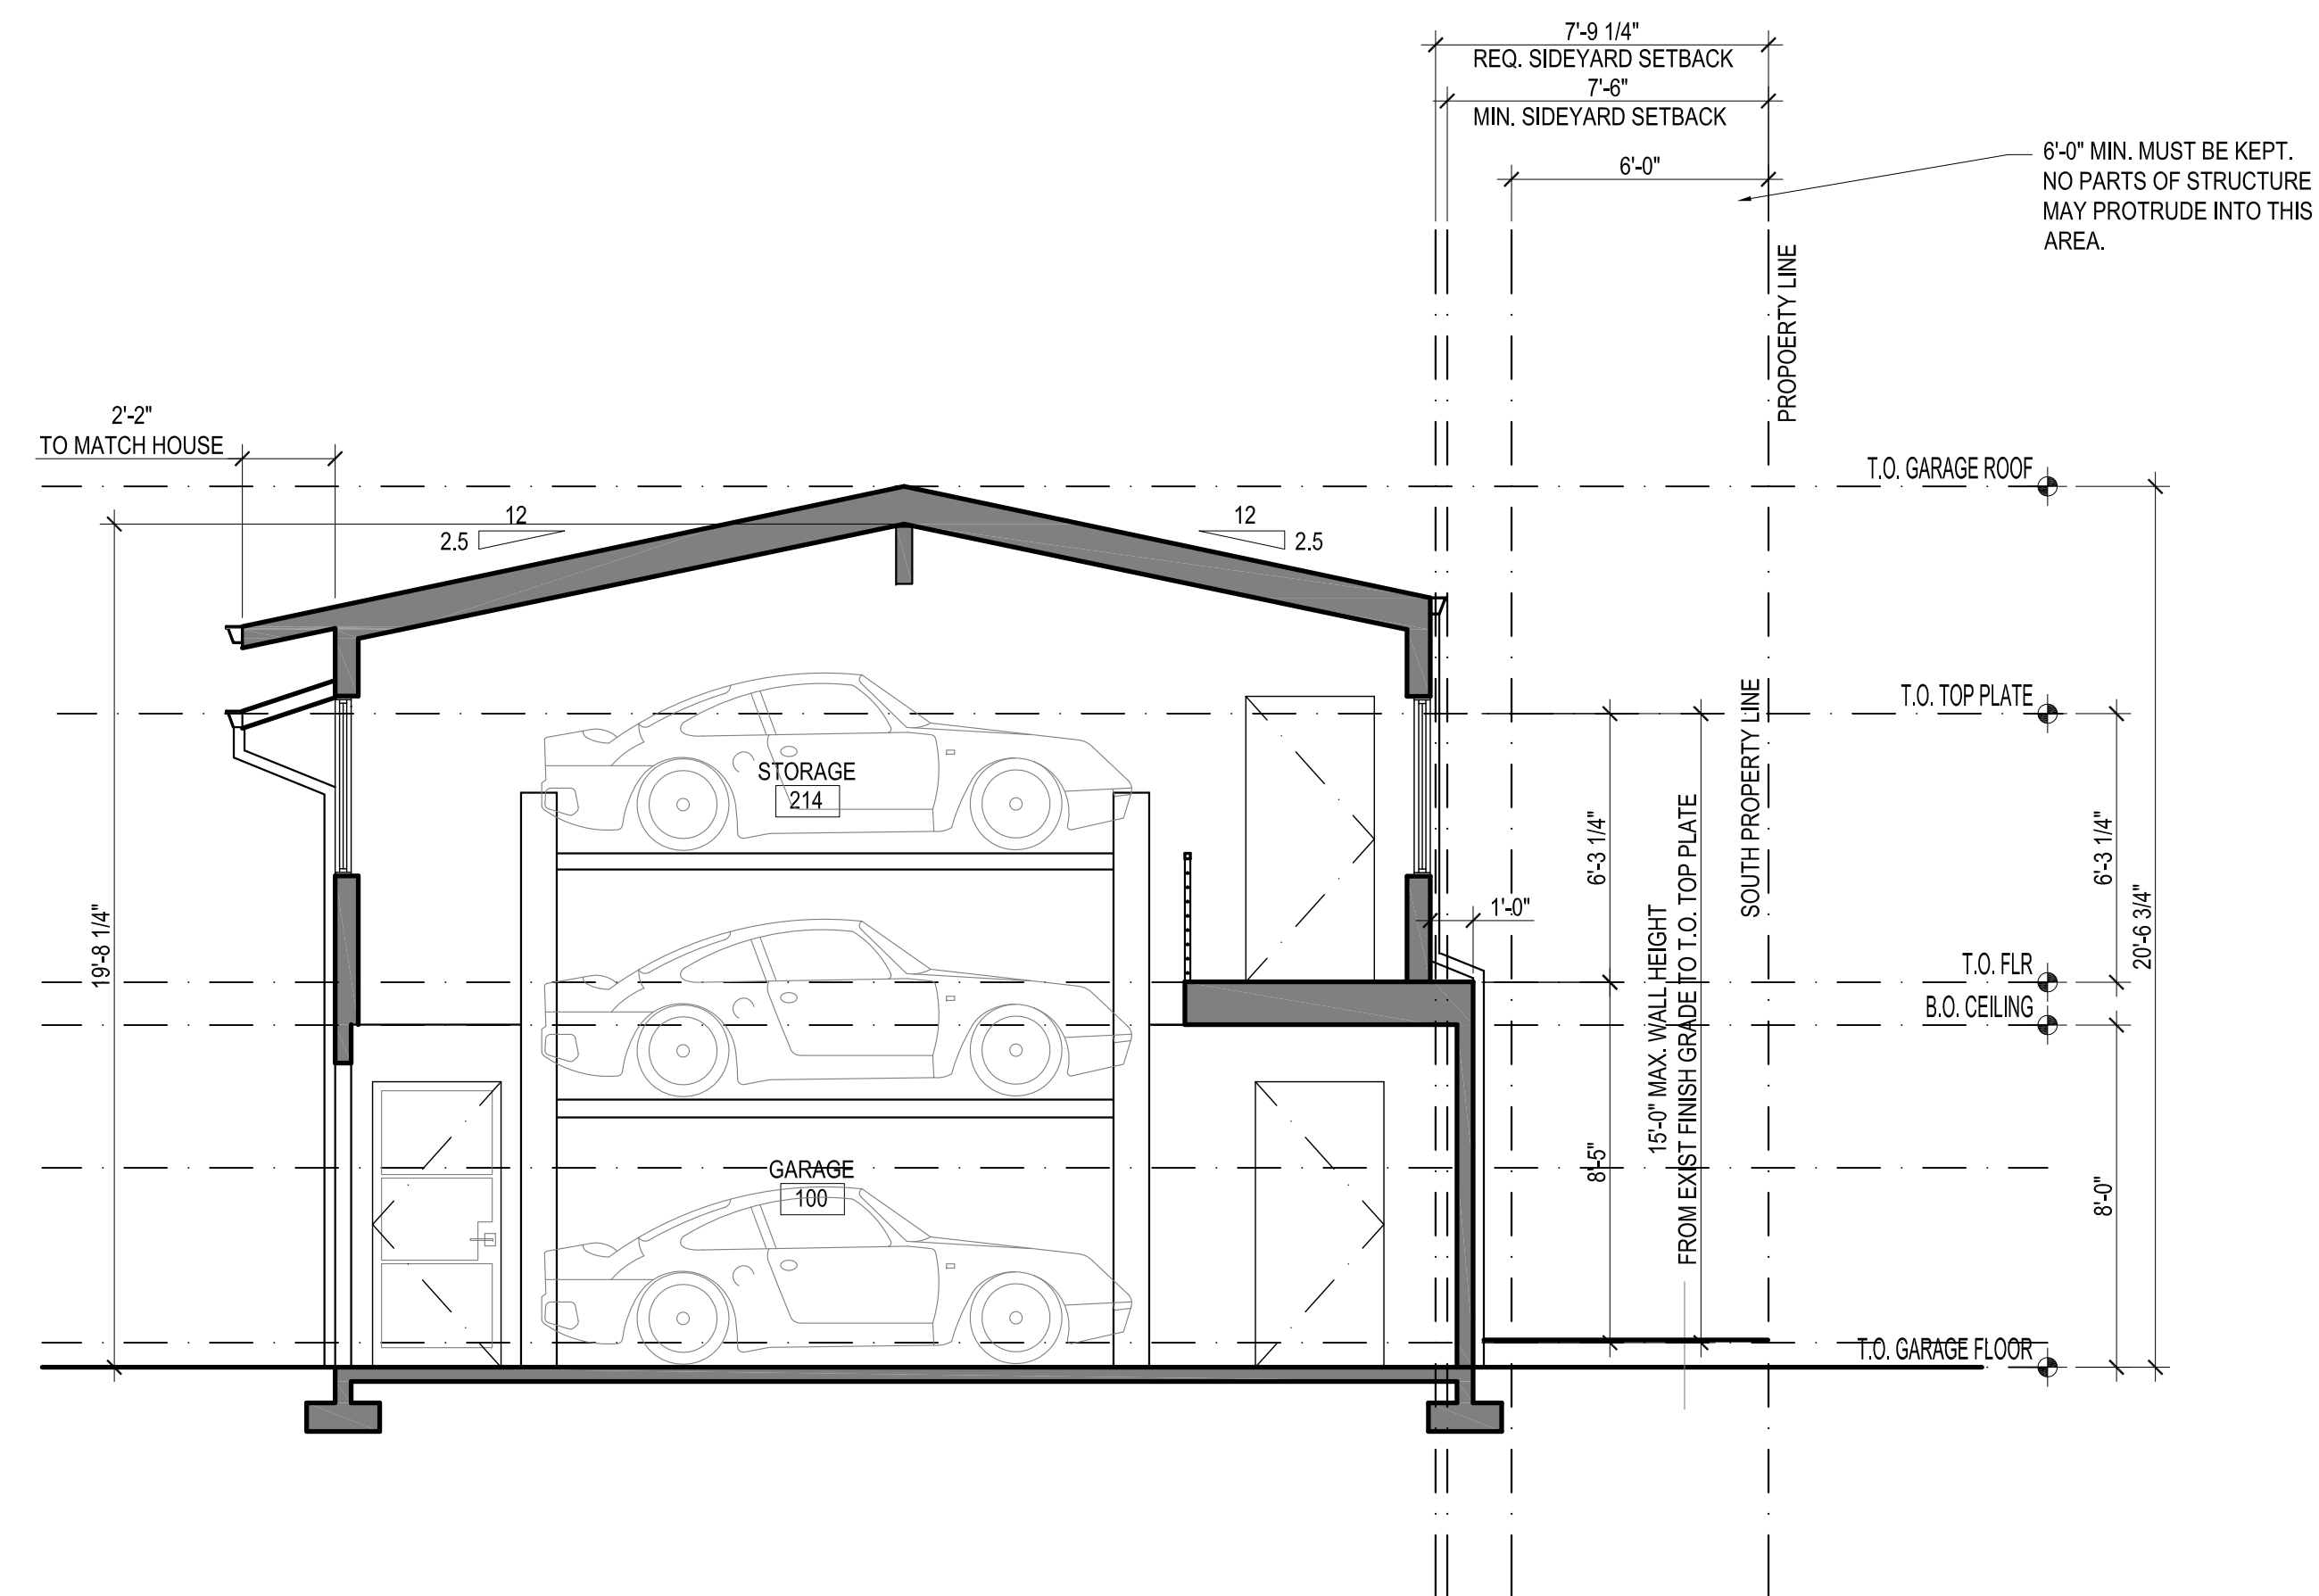 7'-9 1/4"
REQ. SIDEYARD SETBACK
7'-6"
MIN. SIDEYARD SETBACK
6'-0"
6'-0" MIN. MUST BE KEPT.
NO PARTS OF STRUCTURE
MAY PROTRUDE INTO THIS
AREA.
PROPOERTY LINE
2'-2"
TO MATCH HOUSE
T.O. GARAGE ROOF
12
2.5
12
2.5
T.O. TOP PLATE
SOUTH PROPERTY LINE
STORAGE
214
6'-3 1/4"
6'-3 1/4"
15'-0" MAX. WALL HEIGHT
FROM EXIST FINISH GRADE TO T.O. TOP PLATE
1'-0"
19'-8 1/4"
20'-6 3/4"
T.O. FLR
B.O. CEILING
GARAGE
100
8'-5"
8'-0"
T.O. GARAGE FLOOR